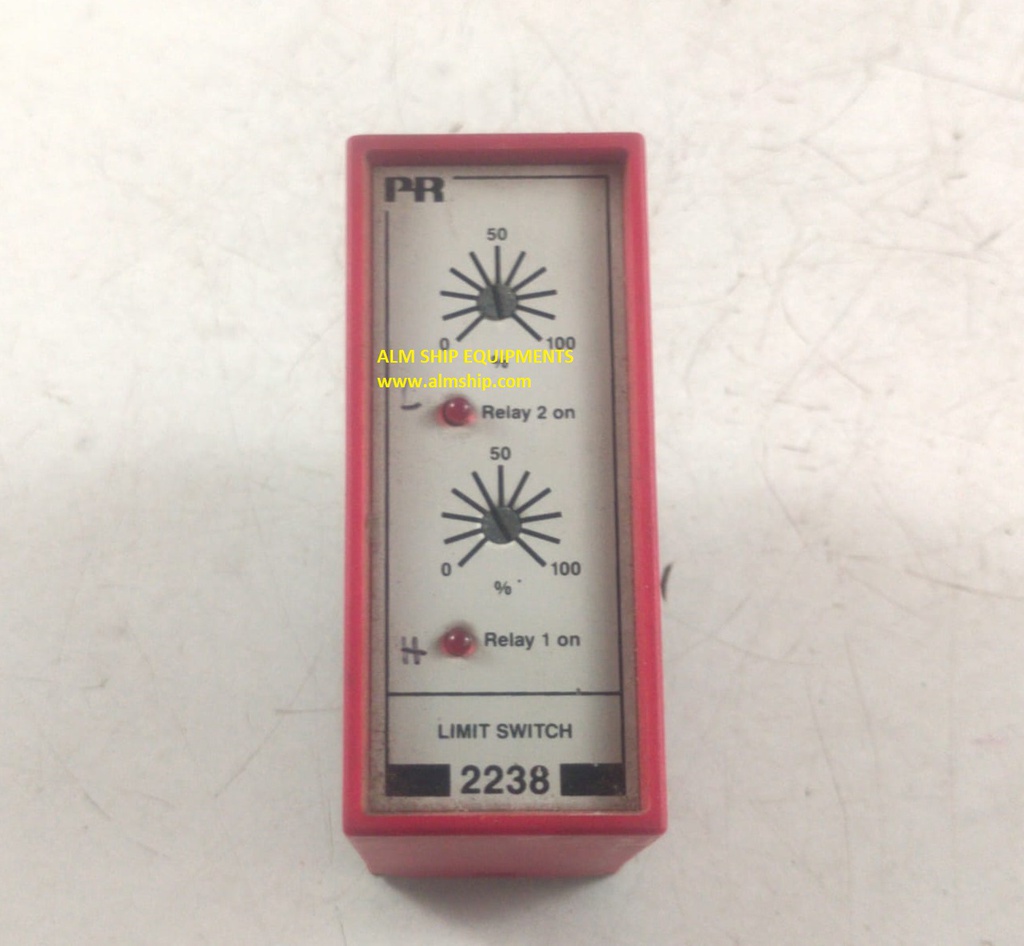 PR
50
0 100
%
ALM SHIP EQUIPMENTS
www.almship.com
L
Relay 2 on
50
0 100
%
H Relay 1 on
LIMIT SWITCH
2238